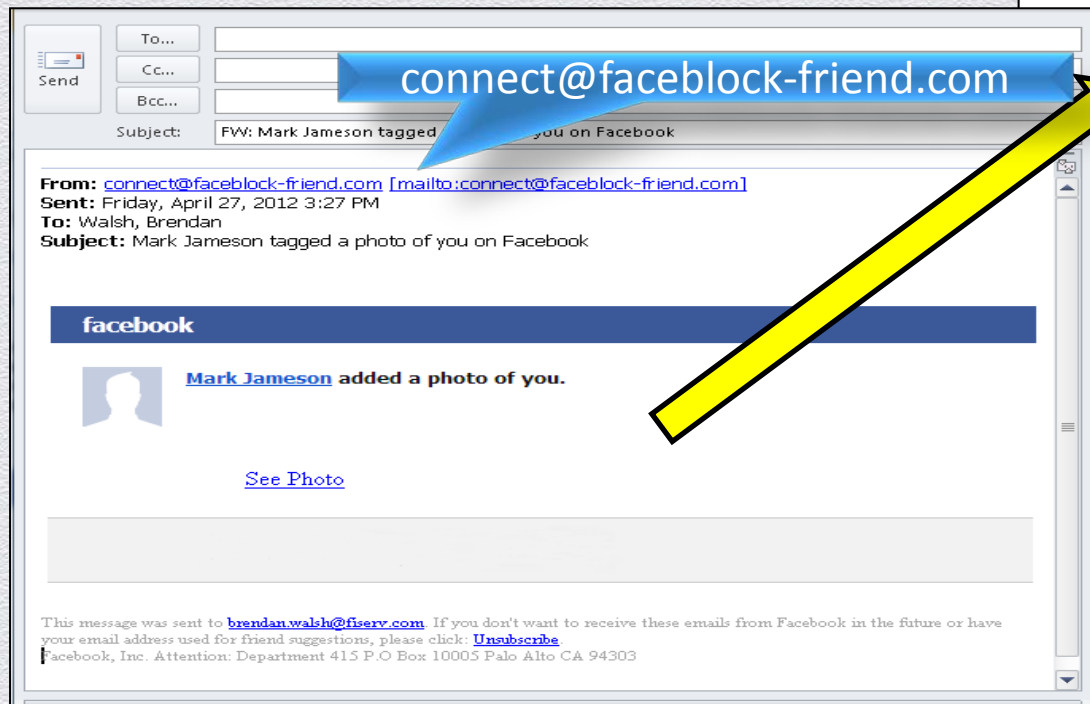 To...
Send
Cc...
connect@faceblock-friend.com
Bcc...
Subject: FW: Mark Jameson tagged you on Facebook
From: connect@faceblock-friend.com [mailto:connect@faceblock-friend.com]
Sent: Friday, April 27, 2012 3:27 PM
To: Walsh, Brendan
Subject: Mark Jameson tagged a photo of you on Facebook
facebook
Mark Jameson added a photo of you.
See Photo
This message was sent to brendan.walsh@fiserv.com. If you don't want to receive these emails from Facebook in the future or have
your email address used for friend suggestions, please click: Unsubscribe.
Facebook, Inc. Attention: Department 415 P.O Box 10005 Palo Alto CA 94303